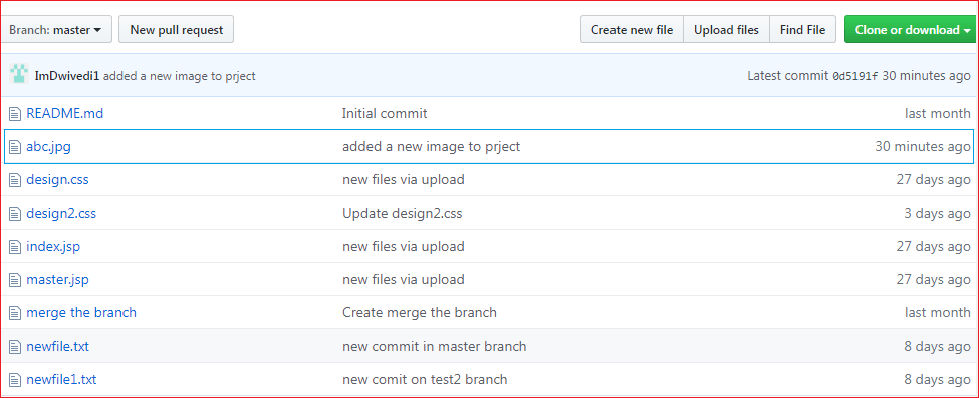 Branch: master New pull request Create new file Upload files Find File Clone or download
ImDwivedi1 added a new image to prject Latest commit 0d5191f 30 minutes ago
README.md Initial commit last month
abc.jpg added a new image to prject 30 minutes ago
design.css new files via upload 27 days ago
design2.css Update design2.css 3 days ago
index.jsp new files via upload 27 days ago
master.jsp new files via upload 27 days ago
merge the branch Create merge the branch last month
newfile.txt new commit in master branch 8 days ago
newfile1.txt new comit on test2 branch 8 days ago